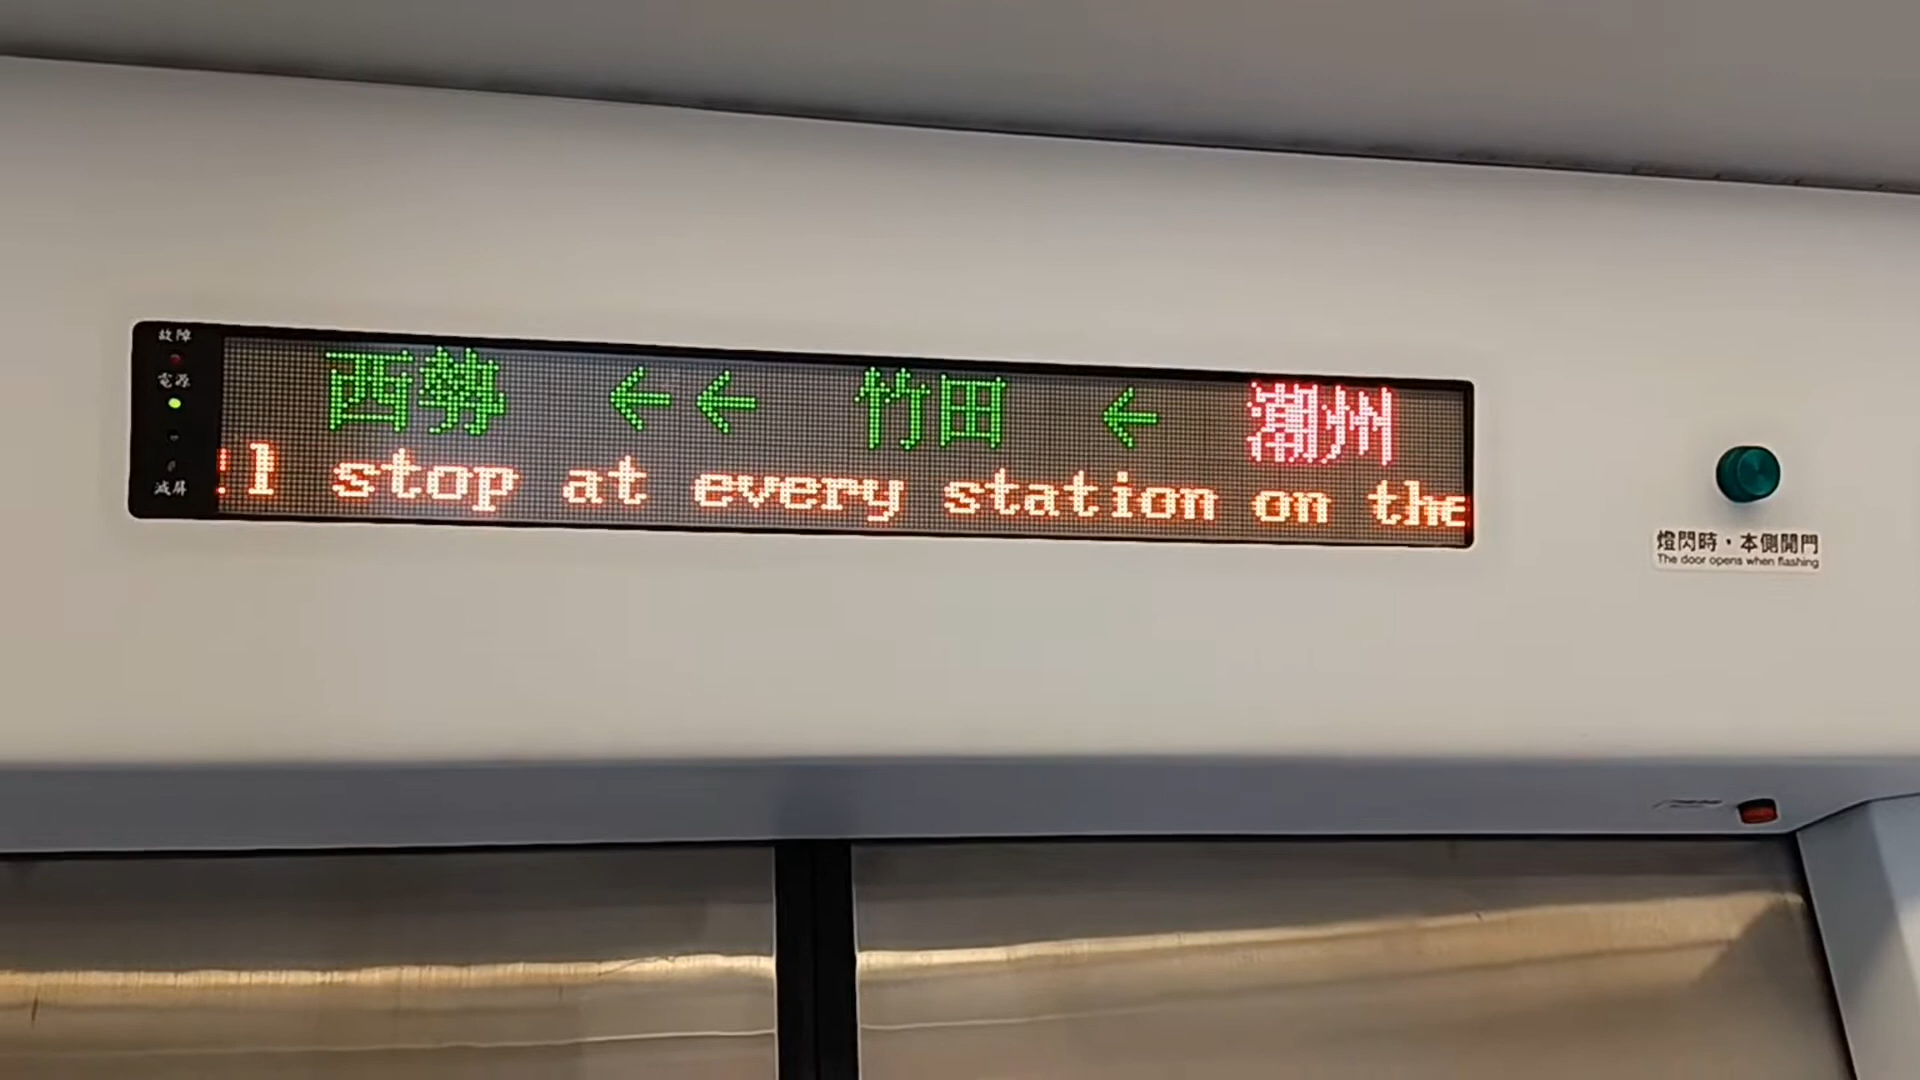 故障
電源
減屏
西勢 ←← 竹田 ← 潮州
ll stop at every station on the
燈閃時，本側開門
The door opens when flashing